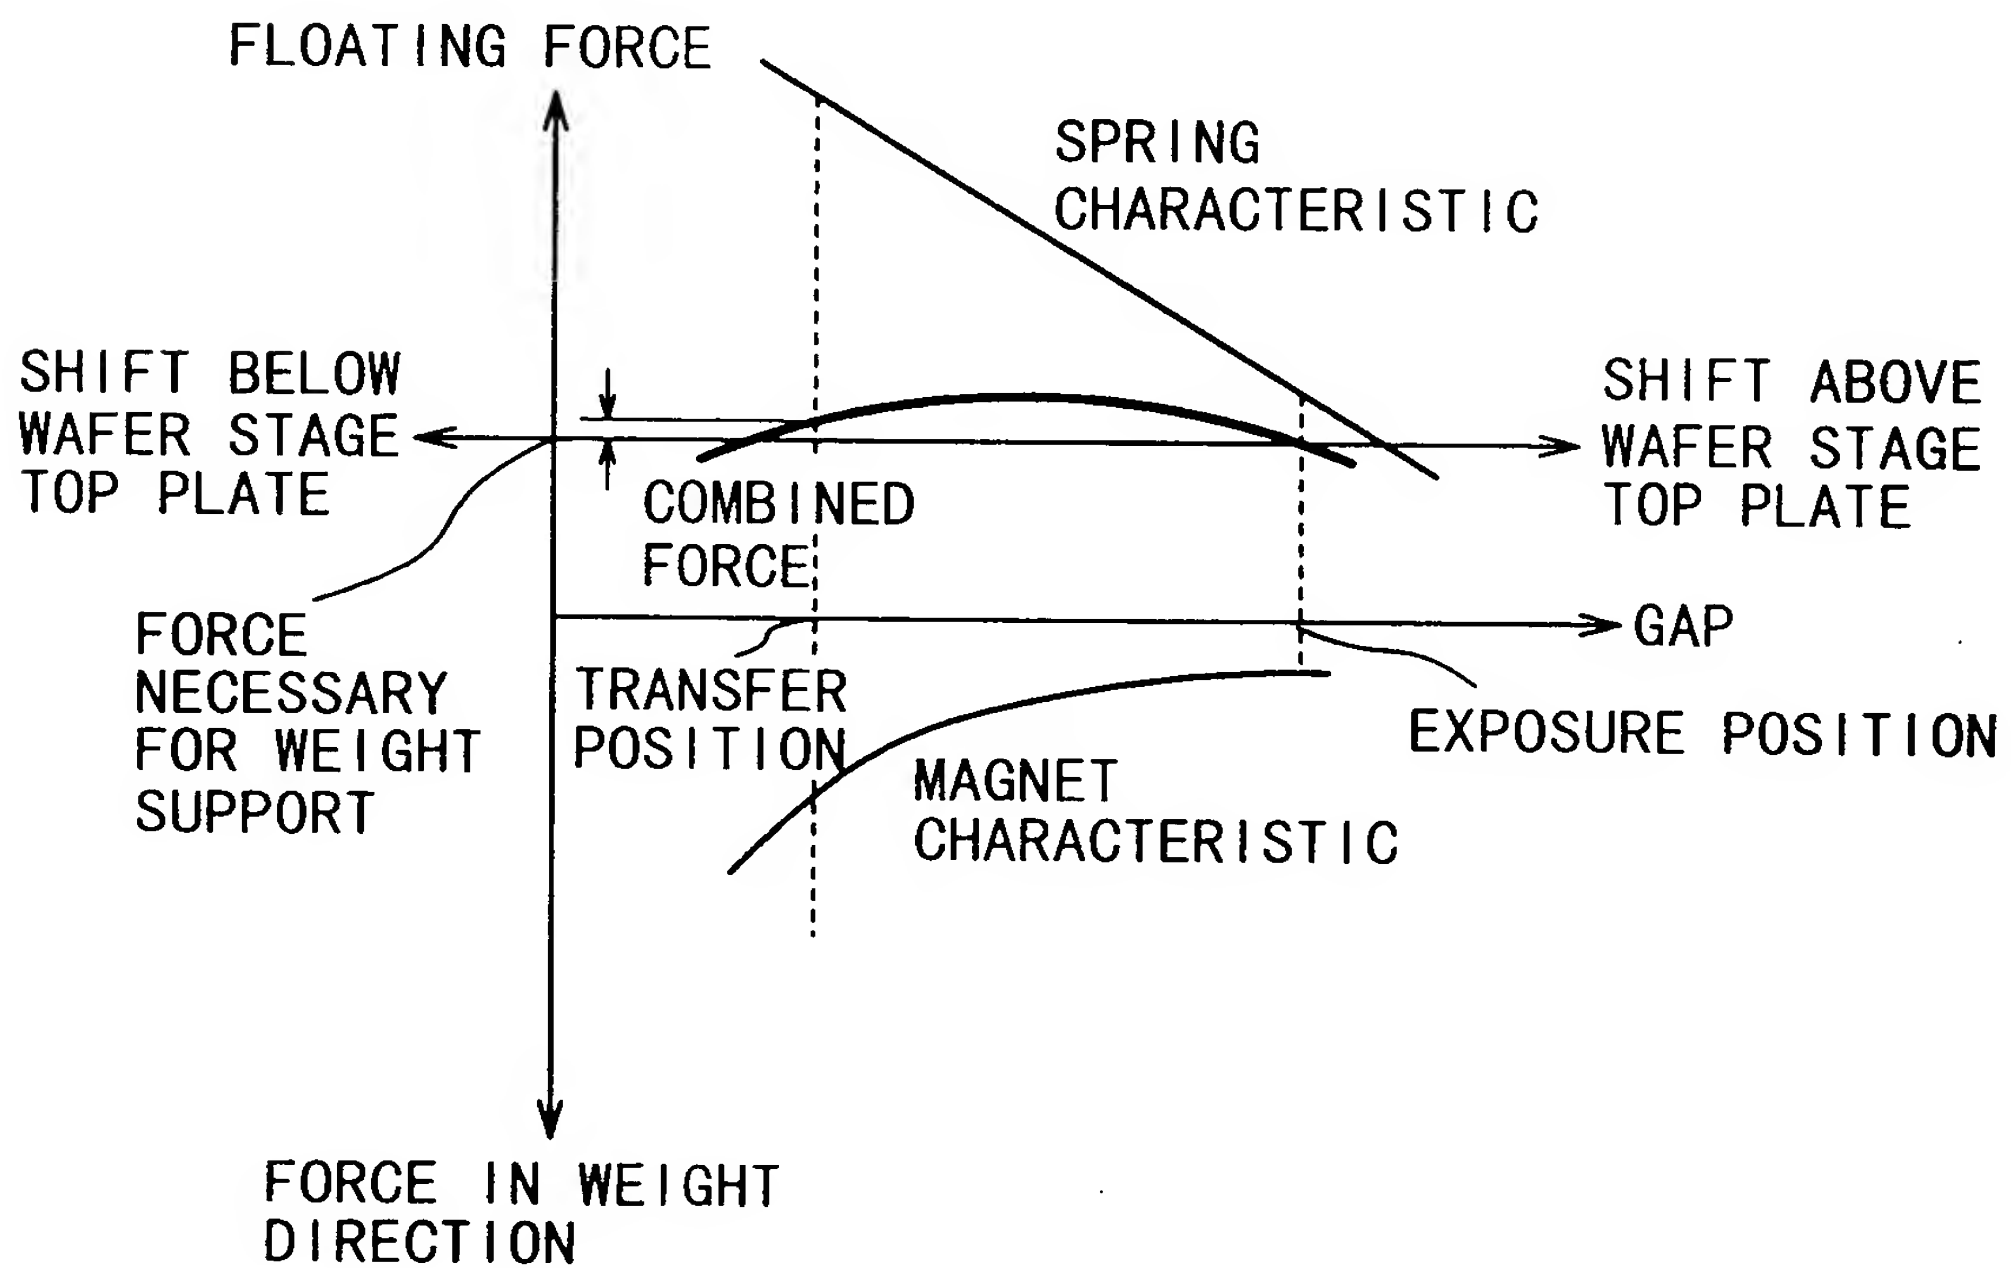 FLOATING FORCE
SPRING
CHARACTERISTIC
SHIFT BELOW
WAFER STAGE
TOP PLATE
SHIFT ABOVE
WAFER STAGE
TOP PLATE
COMBINED
FORCE
FORCE
NECESSARY
FOR WEIGHT
SUPPORT
GAP
TRANSFER
POSITION
EXPOSURE POSITION
MAGNET
CHARACTERISTIC
FORCE IN WEIGHT
DIRECTION